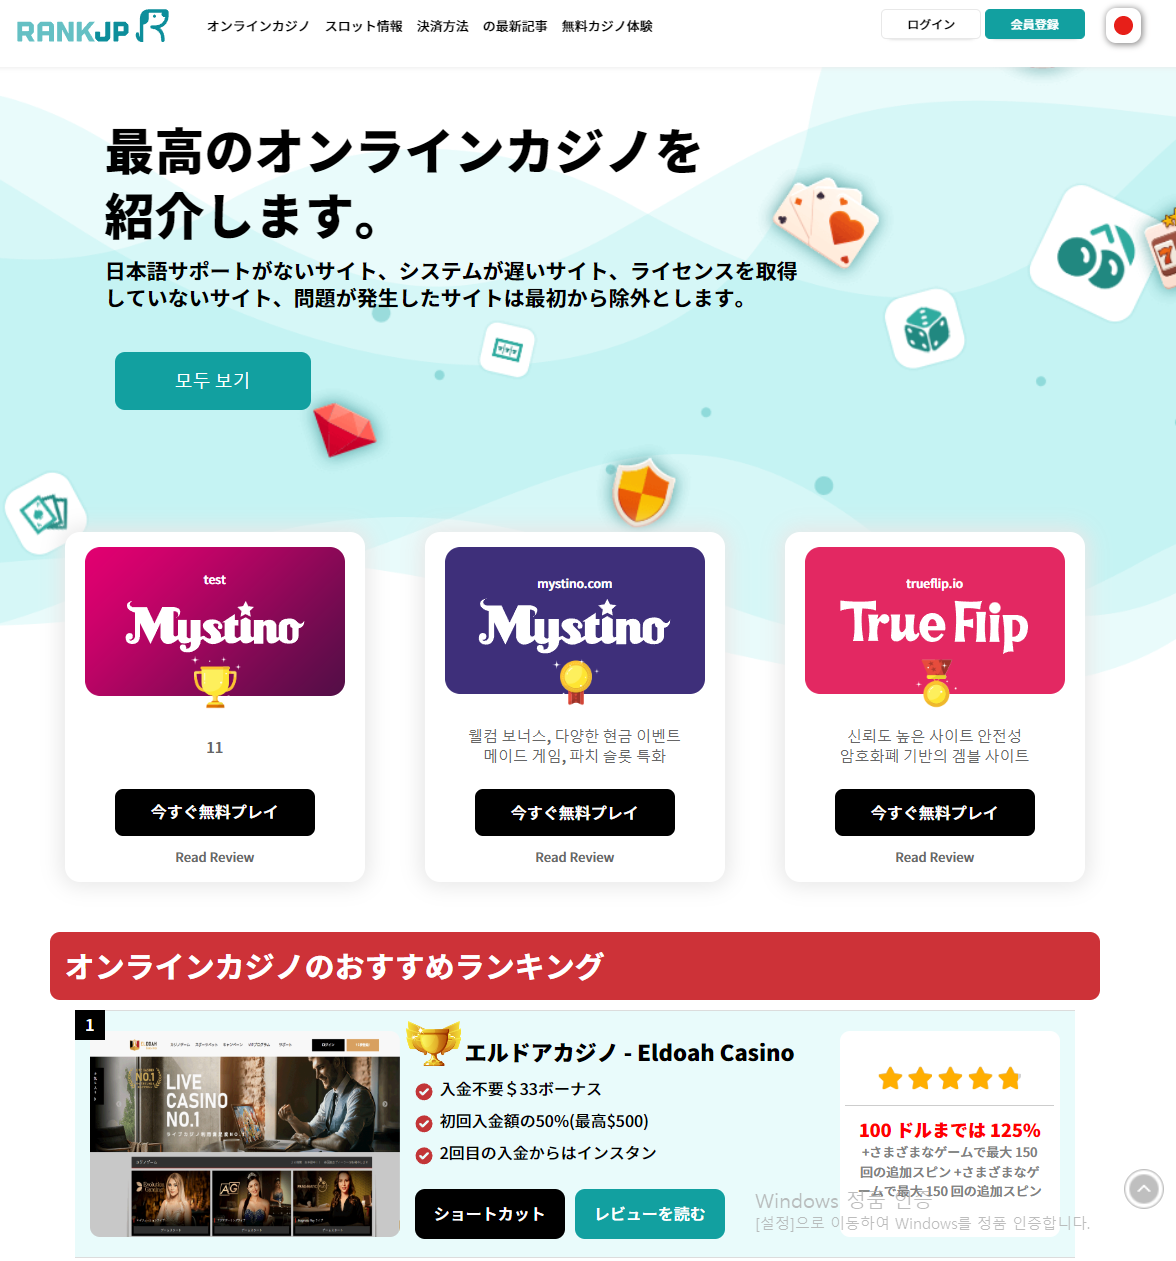 RANKJP
オンラインカジノ スロット情報 決済方法 の最新記事 無料カジノ体験
ログイン 会員登録
最高のオンラインカジノを
紹介します。
日本語サポートがないサイト、システムが遅いサイト、ライセンスを取得
していないサイト、問題が発生したサイトは最初から除外とします。
모두 보기
test
Mystino
11
今すぐ無料プレイ
Read Review
mystino.com
Mystino
웰컴 보너스, 다양한 현금 이벤트
메이드 게임, 파치 슬롯 특화
今すぐ無料プレイ
Read Review
trueflip.io
True Flip
신뢰도 높은 사이트 안전성
암호화폐 기반의 겜블 사이트
今すぐ無料プレイ
Read Review
オンラインカジノのおすすめランキング
1
LIVE
CASINO
NO.1
エルドアカジノ - Eldoah Casino
入金不要＄33ボーナス
初回入金額の50%(最高$500)
2回目の入金からはインスタン
ショートカット レビューを読む
100 ドルまでは 125%
+さまざまなゲームで最大 150
回の追加スピン +さまざまなゲ
ームで最大 150 回の追加スピン
Windows 정품 인증
[설정]으로 이동하여 Windows를 정품 인증합니다.